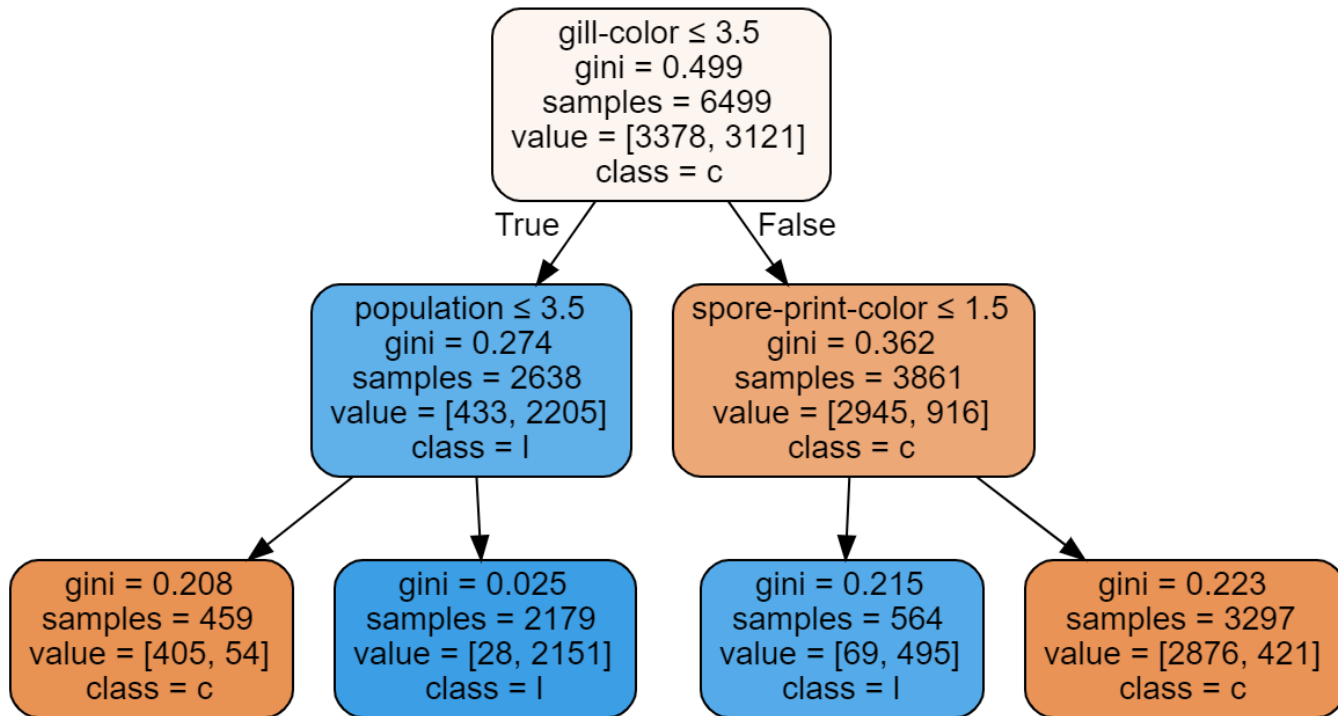 gill-color ≤ 3.5
gini = 0.499
samples = 6499
value = [3378, 3121]
class = c
True
False
population ≤ 3.5
gini = 0.274
samples = 2638
value = [433, 2205]
class = l
spore-print-color ≤ 1.5
gini = 0.362
samples = 3861
value = [2945, 916]
class = c
gini = 0.208
samples = 459
value = [405, 54]
class = c
gini = 0.025
samples = 2179
value = [28, 2151]
class = l
gini = 0.215
samples = 564
value = [69, 495]
class = l
gini = 0.223
samples = 3297
value = [2876, 421]
class = c